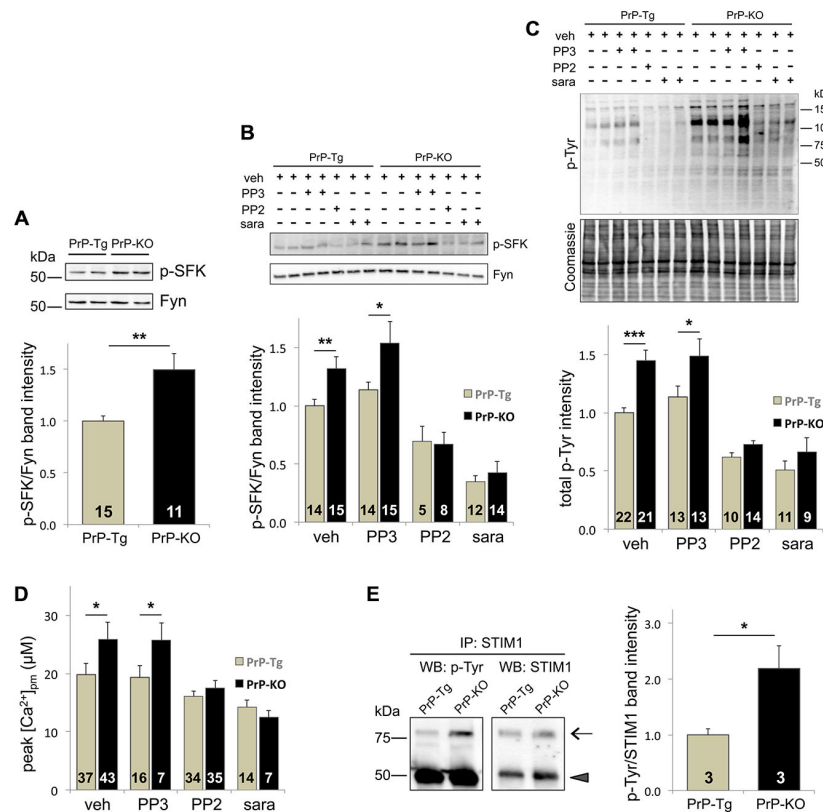 A
PrP-Tg PrP-KO
kDa
50
p-SFK
50
Fyn
**
p-SFK/Fyn band intensity
1.5
1.0
0.5
0.0
15
11
PrP-Tg
PrP-KO
B
PrP-Tg
PrP-KO
veh + + + + + + + + + + + +
PP3 - - + + - - - - - + + - - -
PP2 - - - - + - - - - - - + - -
sara - - - - - + + - - - - - + +
p-SFK
Fyn
p-SFK/Fyn band intensity
1.5
1.0
0.5
0.0
**
*
PrP-Tg
PrP-KO
14
15
14
15
5
8
12
14
veh
PP3
PP2
sara
C
PrP-Tg
PrP-KO
veh + + + + + + + + + + + + + + + +
PP3 - - + + - - - - - - + + - - -
PP2 - - - - + - - - - - - - + - -
sara - - - - - + + - - - - - - + +
p-Tyr
75
50
Coomassie
total p-Tyr intensity
1.5
1.0
0.5
0.0
***
*
PrP-Tg
PrP-KO
22
21
13
13
10
14
11
9
veh
PP3
PP2
sara
D
peak [Ca2+]pm (μM)
30
20
10
0
*
*
PrP-Tg
PrP-KO
37
43
16
7
34
35
14
7
veh
PP3
PP2
sara
E
IP: STIM1
WB: p-Tyr
WB: STIM1
PrP-Tg
PrP-KO
PrP-Tg
PrP-KO
kDa
75
50
p-Tyr/STIM1 band intensity
3.0
2.0
1.0
0.0
*
3
3
PrP-Tg
PrP-KO